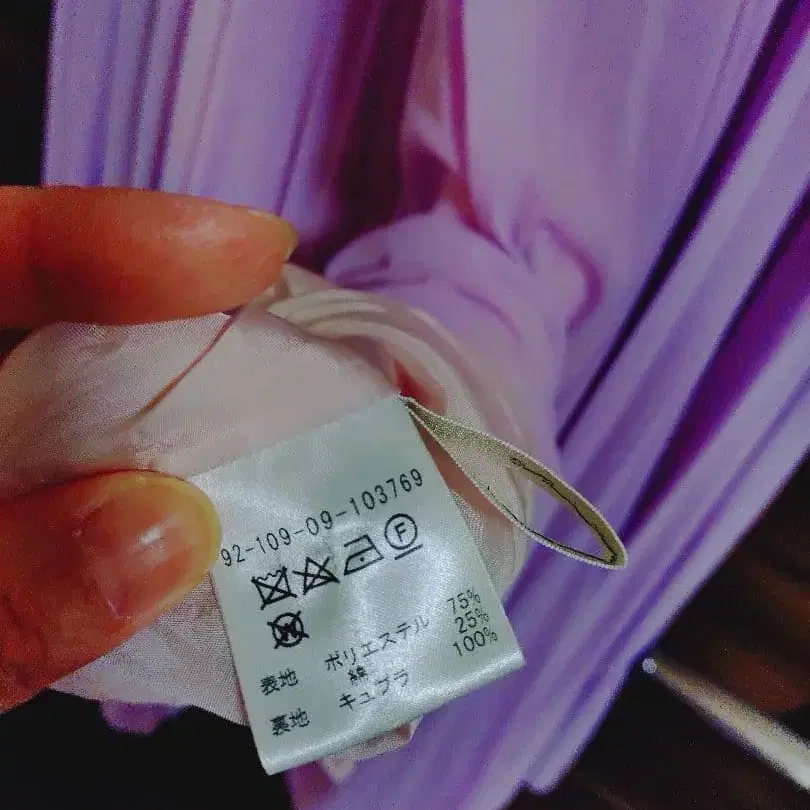 92-109-09-103769
F
W
表地 ポリエステル 75%
綿 25%
裏地 キュプラ 100%